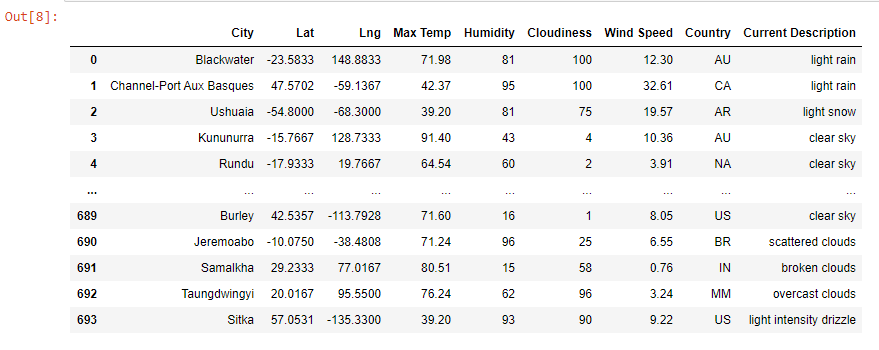 Out[8]:
City Lat Lng Max Temp Humidity Cloudiness Wind Speed Country Current Description
0 Blackwater -23.5833 148.8833 71.98 81 100 12.30 AU light rain
1 Channel-Port Aux Basques 47.5702 -59.1367 42.37 95 100 32.61 CA light rain
2 Ushuaia -54.8000 -68.3000 39.20 81 75 19.57 AR light snow
3 Kununurra -15.7667 128.7333 91.40 43 4 10.36 AU clear sky
4 Rundu -17.9333 19.7667 64.54 60 2 3.91 NA clear sky
... ... ... ... ... ... ... ... ... ...
689 Burley 42.5357 -113.7928 71.60 16 1 8.05 US clear sky
690 Jeremoabo -10.0750 -38.4808 71.24 96 25 6.55 BR scattered clouds
691 Samalkha 29.2333 77.0167 80.51 15 58 0.76 IN broken clouds
692 Taungdwingyi 20.0167 95.5500 76.24 62 96 3.24 MM overcast clouds
693 Sitka 57.0531 -135.3300 39.20 93 90 9.22 US light intensity drizzle